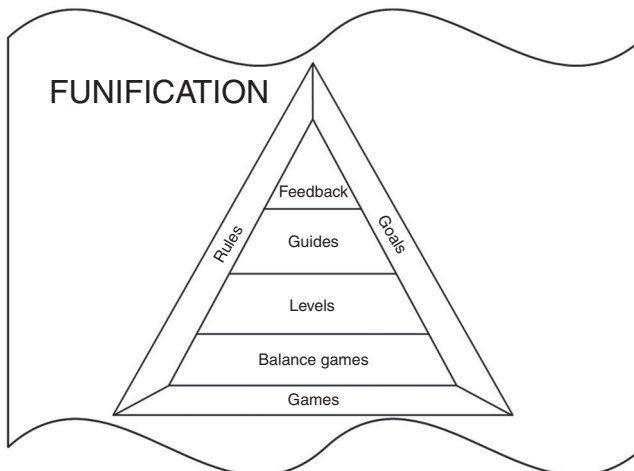 FUNIFICATION
Feedback
Rules
Goals
Guides
Levels
Balance games
Games